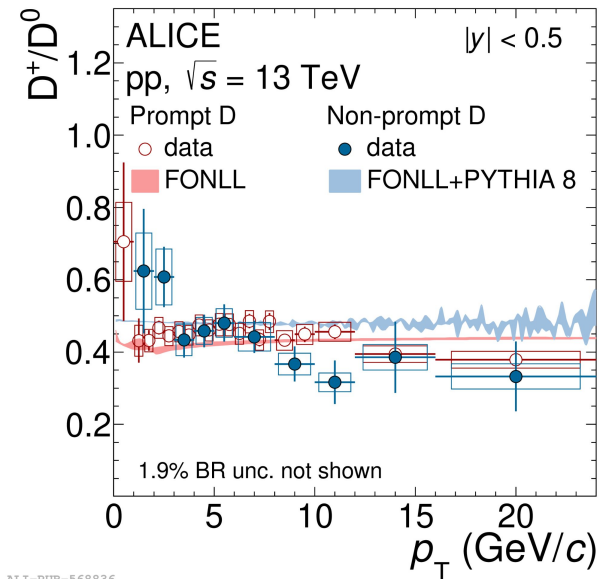 D⁺/D⁰
ALICE
|y| < 0.5
pp, √s = 13 TeV
Prompt D
Non-prompt D
data
data
FONLL
FONLL+PYTHIA 8
1.2
1.0
0.8
0.6
0.4
0.2
1.9% BR unc. not shown
0 5 10 15 20
p_T (GeV/c)